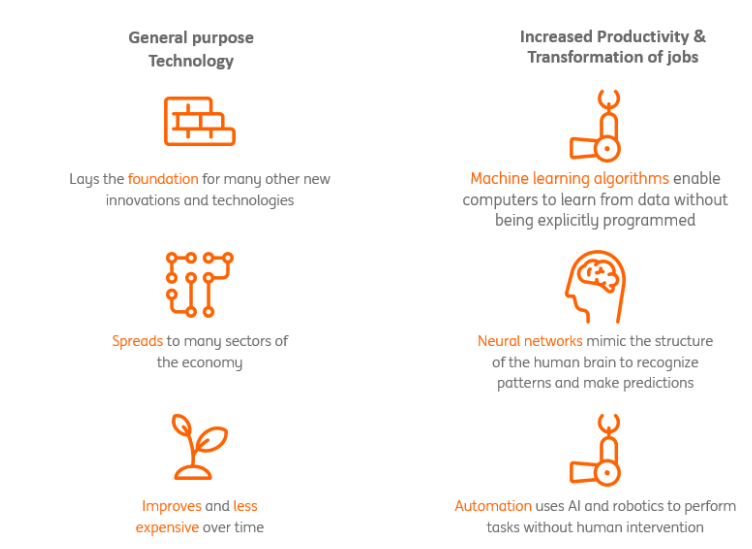 General purpose
Technology
Lays the foundation for many other new
innovations and technologies
Spreads to many sectors of
the economy
Improves and less
expensive over time
Increased Productivity &
Transformation of jobs
Machine learning algorithms enable
computers to learn from data without
being explicitly programmed
Neural networks mimic the structure
of the human brain to recognize
patterns and make predictions
Automation uses AI and robotics to perform
tasks without human intervention